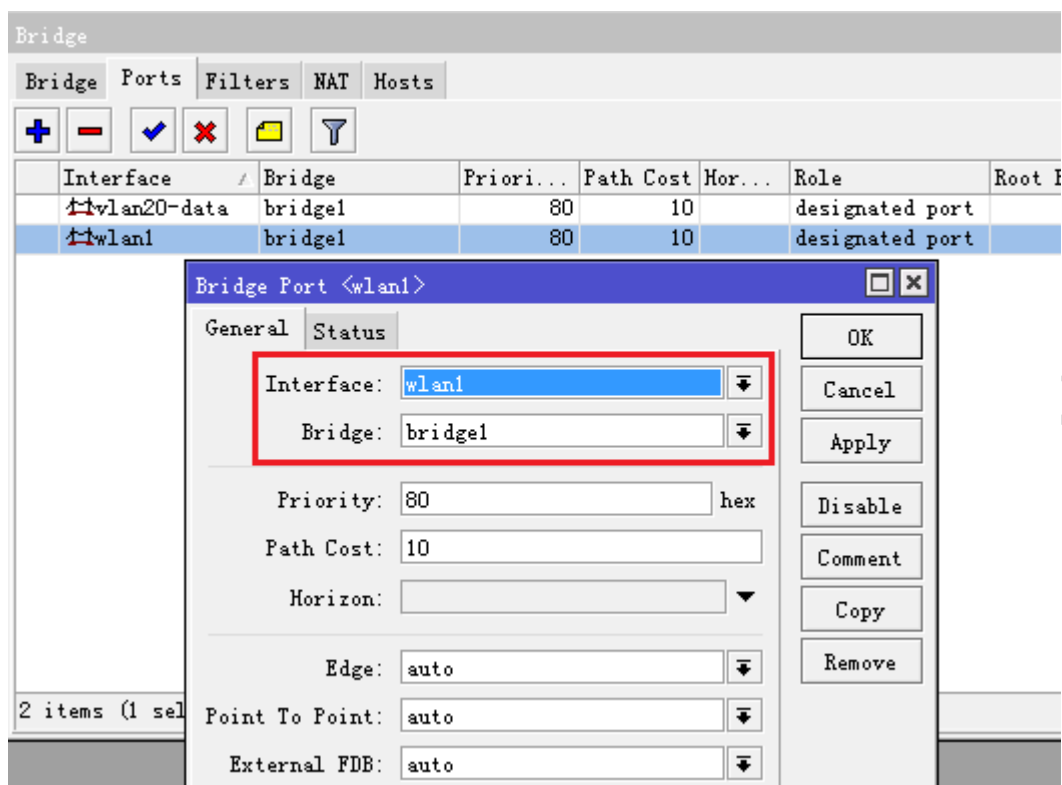 Bridge
Bridge Ports Filters NAT Hosts
Interface Bridge Priori... Path Cost Hor... Role Root
vlan20-data bridge1 80 10 designated port
wlan1 bridge1 80 10 designated port
Bridge Port <wlan1>
General Status
OK
Interface: wlan1
Cancel
Bridge: bridge1
Apply
Priority: 80 hex
Disable
Path Cost: 10
Comment
Horizon:
Copy
Edge: auto
Remove
2 items (1 sel
Point To Point: auto
External FDB: auto